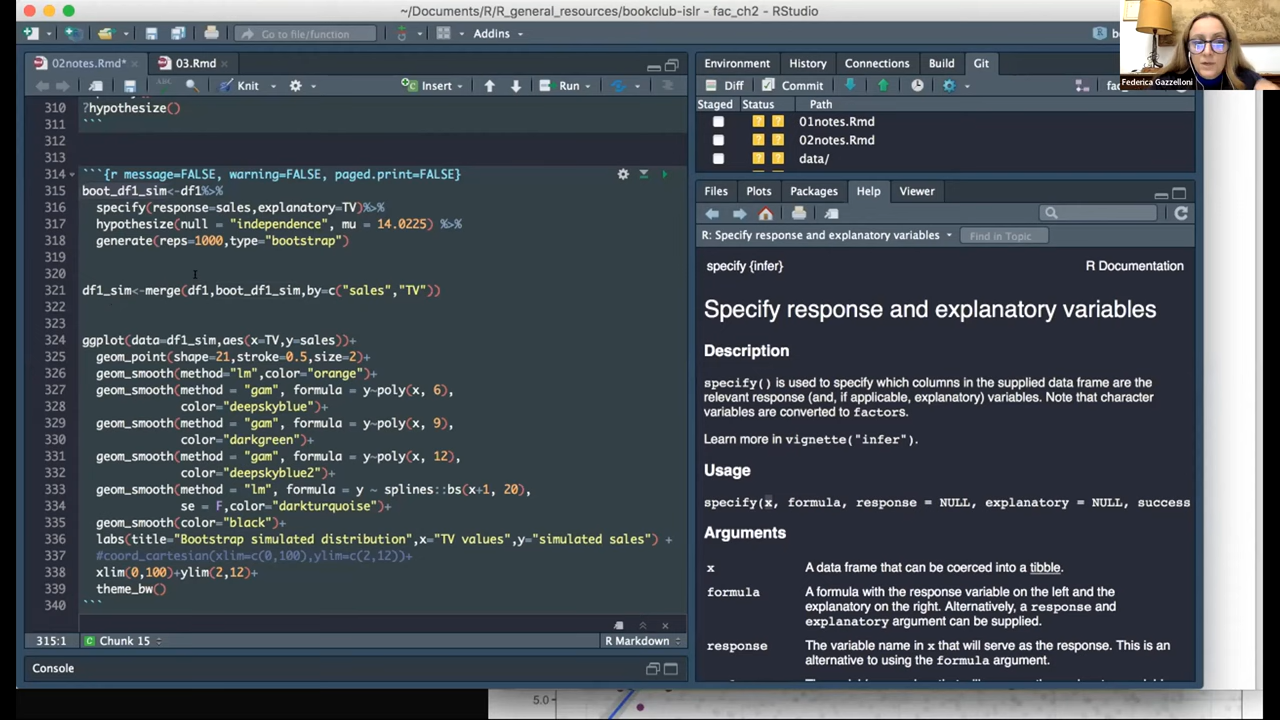 ~/Documents/R/R_general_resources/bookclub-islr - fac_ch2 - RStudio
Go to file/function
Addins
Federica Gazzelloni
02notes.Rmd*
03.Rmd
Knit
Insert
Run
310 ?hypothesize()
311 ```
312
313
314 ```{r message=FALSE, warning=FALSE, paged.print=FALSE}
315 boot_df1_sim<-df1%>%
316 specify(response=sales,explanatory=TV)%>%
317 hypothesize(null = "independence", mu = 14.0225) %>%
318 generate(reps=1000,type="bootstrap")
319
320
321 df1_sim<-merge(df1,boot_df1_sim,by=c("sales","TV"))
322
323
324 ggplot(data=df1_sim,aes(x=TV,y=sales))+
325 geom_point(shape=21,stroke=0.5,size=2)+
326 geom_smooth(method="lm",color="orange")+
327 geom_smooth(method = "gam", formula = y~poly(x, 6),
328 color="deepskyblue")+
329 geom_smooth(method = "gam", formula = y~poly(x, 9),
330 color="darkgreen")+
331 geom_smooth(method = "gam", formula = y~poly(x, 12),
332 color="deepskyblue2")+
333 geom_smooth(method = "lm", formula = y ~ splines::bs(x+1, 20),
334 se = F,color="darkturquoise")+
335 geom_smooth(color="black")+
336 labs(title="Bootstrap simulated distribution",x="TV values",y="simulated sales") +
337 #coord_cartesian(xlim=c(0,100),ylim=c(2,12))+
338 xlim(0,100)+ylim(2,12)+
339 theme_bw()
340 ```
315:1
Chunk 15
R Markdown
Console
Environment History Connections Build Git
Diff Commit
Staged Status Path
01notes.Rmd
02notes.Rmd
data/
Files Plots Packages Help Viewer
R: Specify response and explanatory variables
Find in Topic
specify {infer}
R Documentation
Specify response and explanatory variables
Description
specify() is used to specify which columns in the supplied data frame are the
relevant response (and, if applicable, explanatory) variables. Note that character
variables are converted to factors.
Learn more in vignette("infer").
Usage
specify(x, formula, response = NULL, explanatory = NULL, success
Arguments
x A data frame that can be coerced into a tibble.
formula A formula with the response variable on the left and the
explanatory on the right. Alternatively, a response and
explanatory argument can be supplied.
response The variable name in x that will serve as the response. This is an
alternative to using the formula argument.
5.0